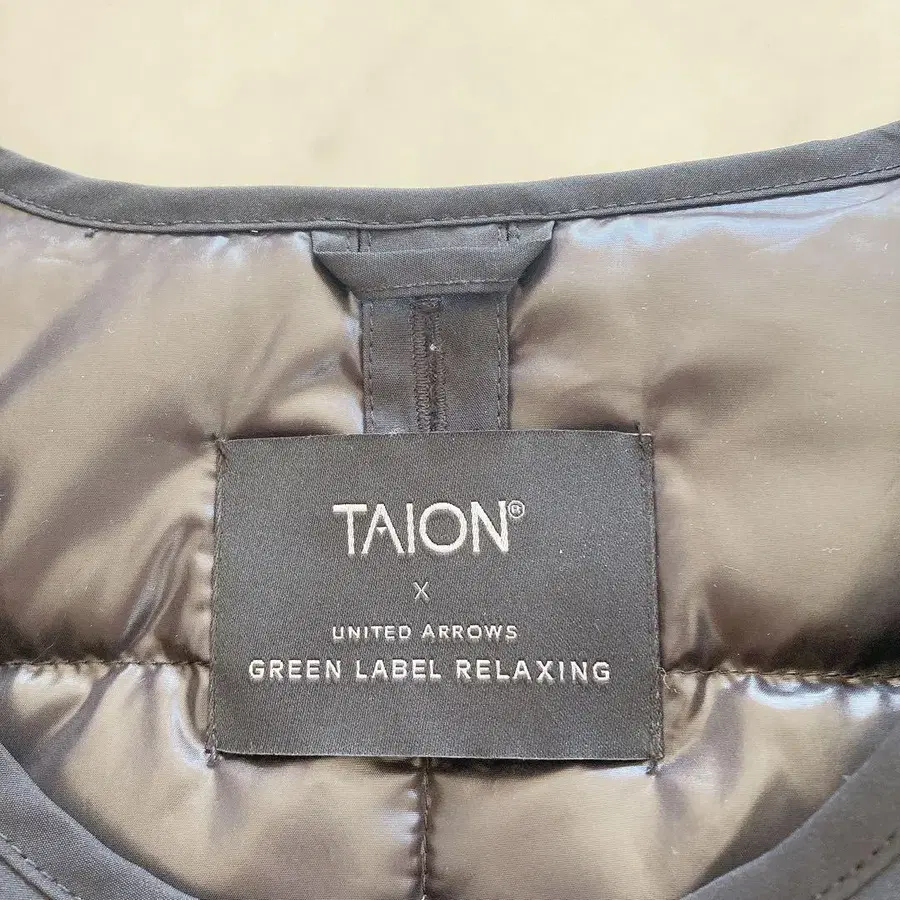 TAION®
X
UNITED ARROWS
GREEN LABEL RELAXING